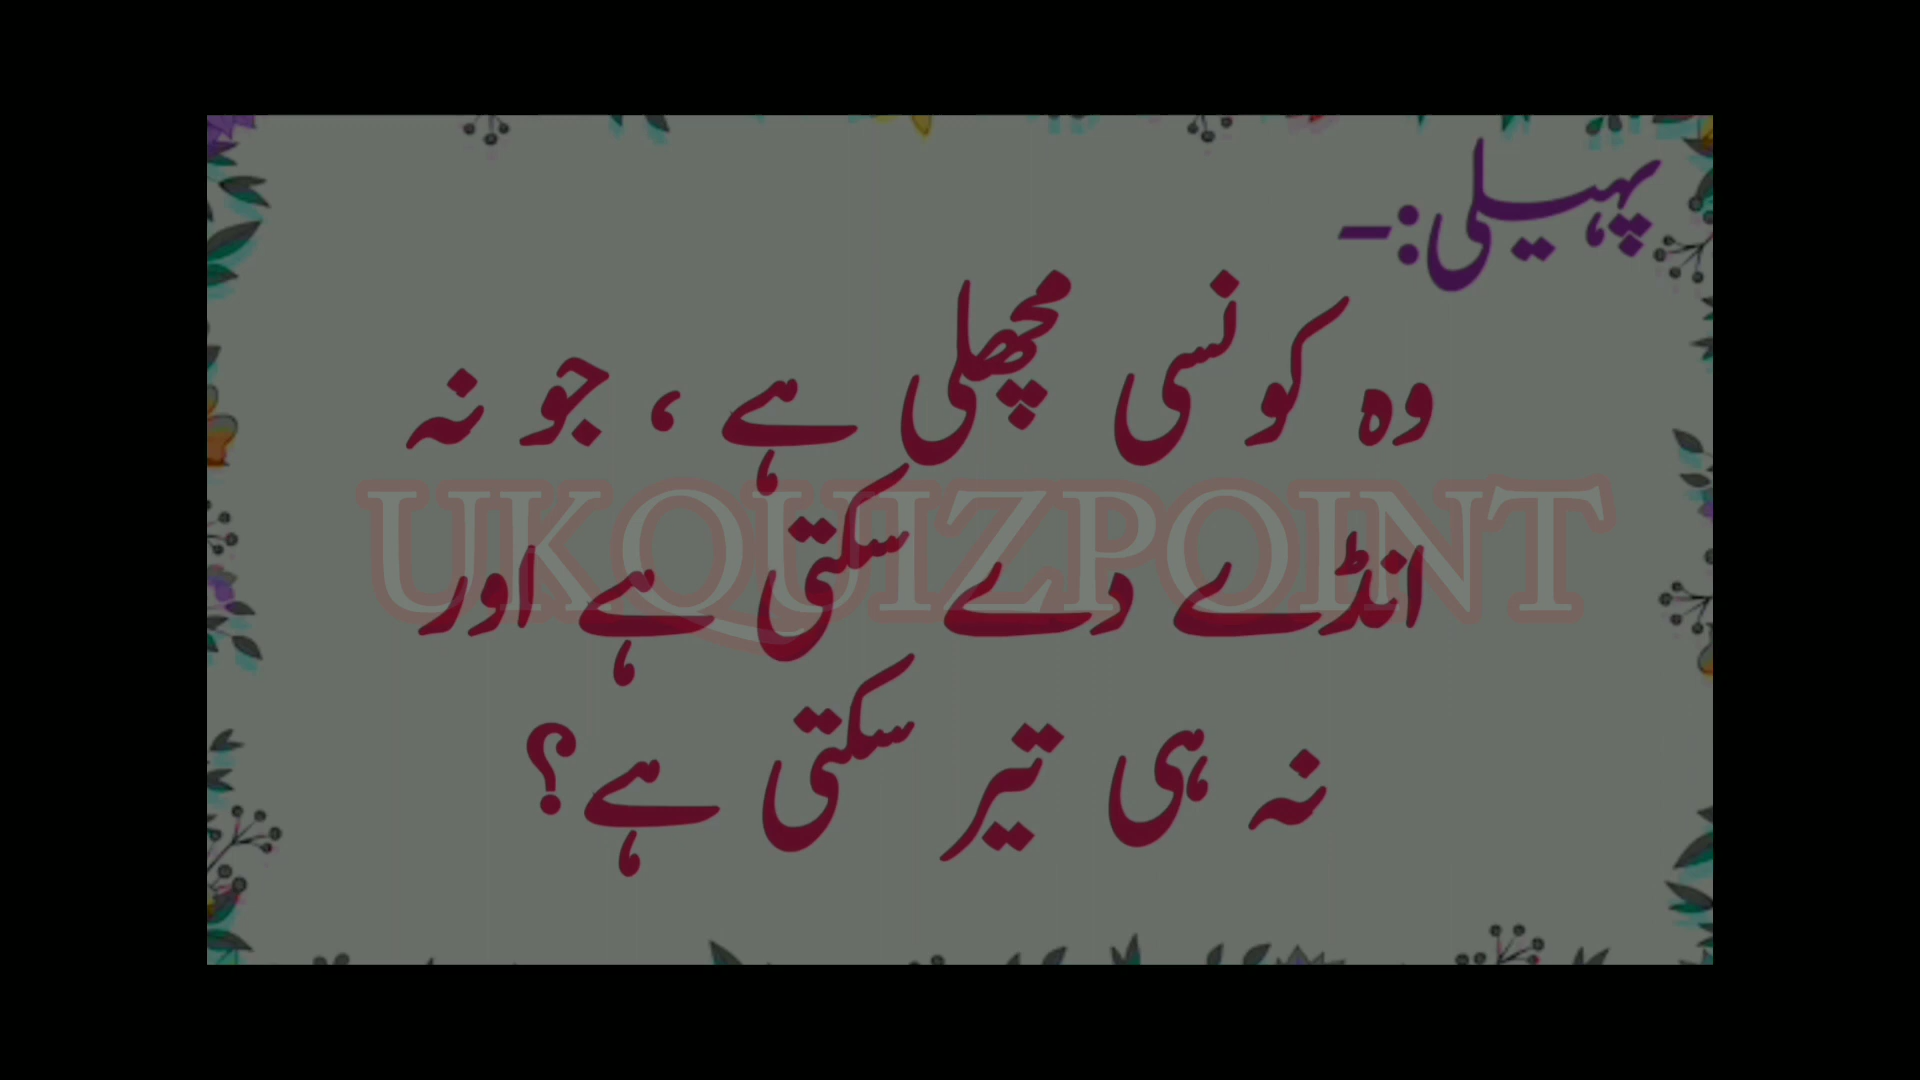 پہیلی:-
وہ کونسی مچھلی ہے ، جو نہ
انڈے دے سکتی ہے اور
UKQUIZPOINT
نہ ہی تیر سکتی ہے؟